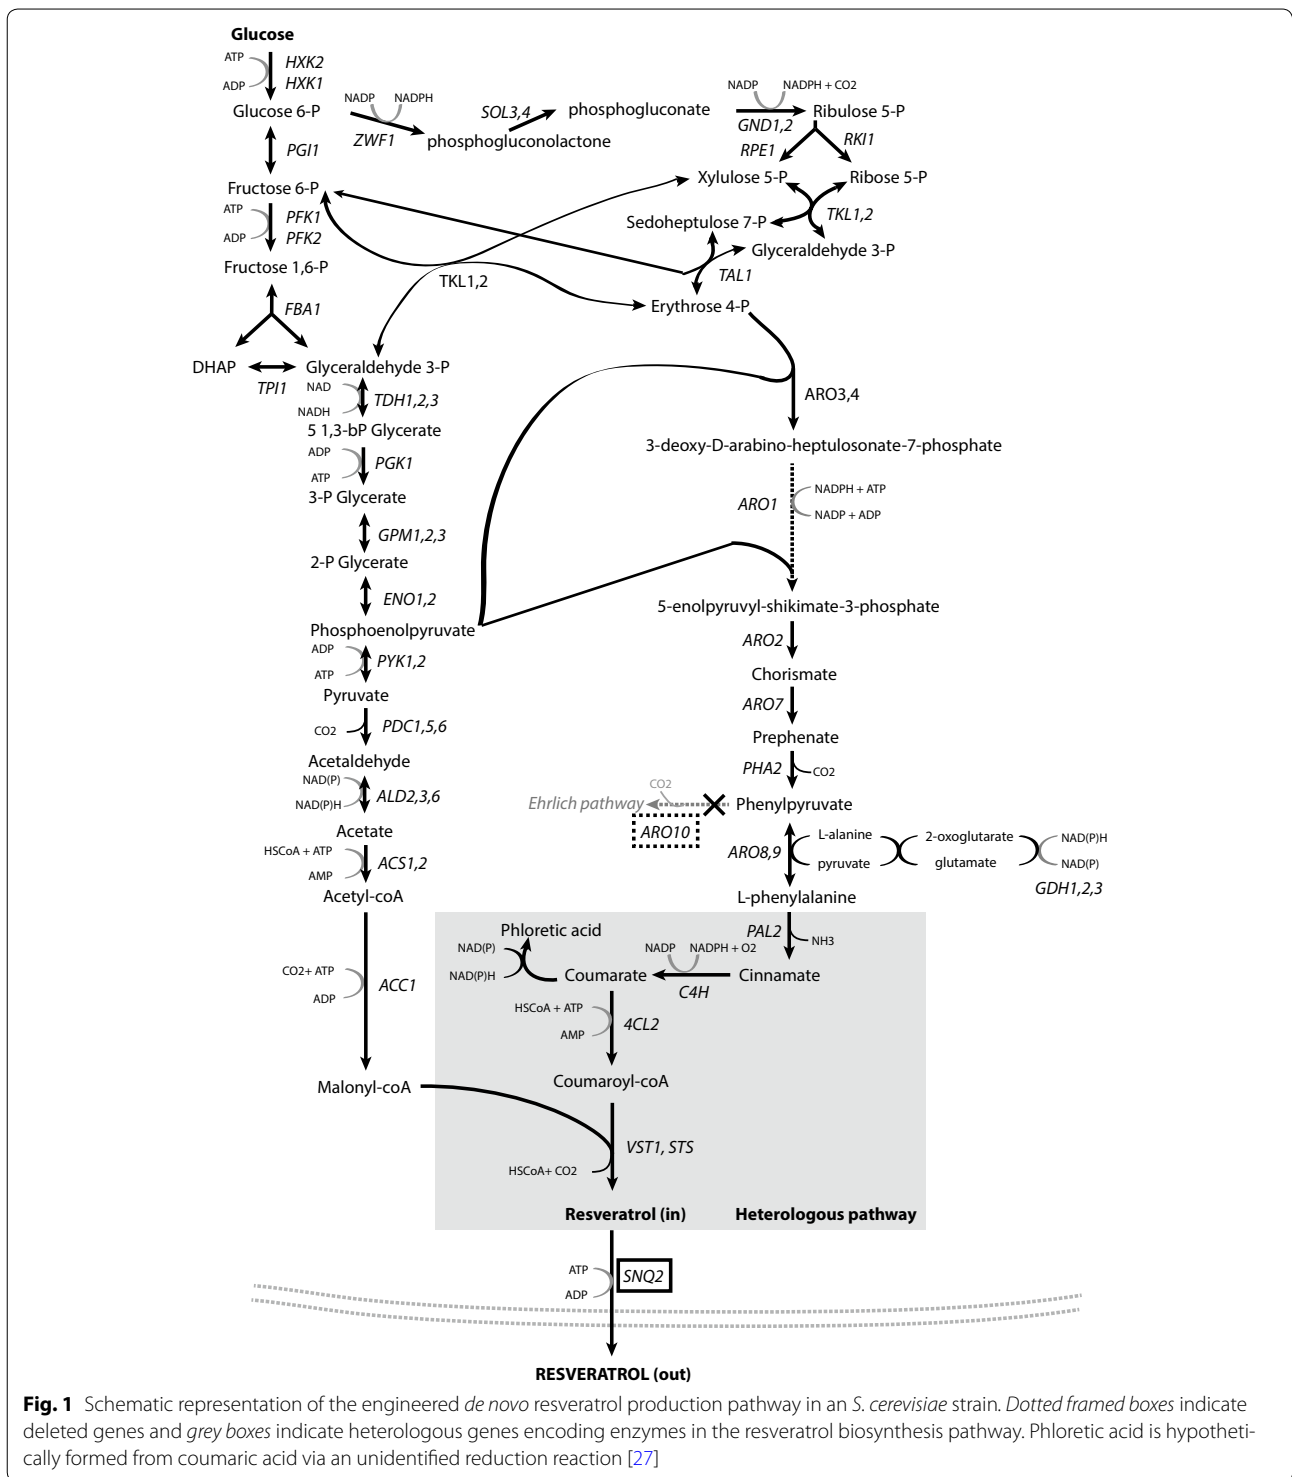 Glucose
ATP
HXK2
ADP
HXK1
Glucose 6-P
NADP
NADPH
ZWF1
phosphogluconolactone
SOL3,4
phosphogluconate
NADP
NADPH + CO2
GND1,2
Ribulose 5-P
RPE1
RKI1
PGI1
Fructose 6-P
Xylulose 5-P
Ribose 5-P
ATP
PFK1
ADP
PFK2
Sedoheptulose 7-P
TKL1,2
Glyceraldehyde 3-P
TAL1
Fructose 1,6-P
TKL1,2
Erythrose 4-P
FBA1
DHAP
TPI1
Glyceraldehyde 3-P
NAD
NADH
TDH1,2,3
ARO3,4
5 1,3-bP Glycerate
3-deoxy-D-arabino-heptulosonate-7-phosphate
ADP
ATP
PGK1
3-P Glycerate
ARO1
NADPH + ATP
NADP + ADP
GPM1,2,3
2-P Glycerate
ENO1,2
5-enolpyruvyl-shikimate-3-phosphate
Phosphoenolpyruvate
ARO2
ADP
ATP
PYK1,2
Chorismate
Pyruvate
ARO7
CO2
PDC1,5,6
Prephenate
Acetaldehyde
PHA2
CO2
NAD(P)
NAD(P)H
ALD2,3,6
CO2
Ehrlich pathway
Phenylpyruvate
ARO10
Acetate
ARO8,9
L-alanine
pyruvate
2-oxoglutarate
glutamate
NAD(P)H
NAD(P)
GDH1,2,3
HSCoA + ATP
AMP
ACS1,2
Acetyl-coA
L-phenylalanine
PAL2
NH3
Phloretic acid
NAD(P)
NAD(P)H
Coumarate
NADP
NADPH + O2
C4H
Cinnamate
CO2+ ATP
ADP
ACC1
HSCoA + ATP
AMP
4CL2
Malonyl-coA
Coumaroyl-coA
VST1, STS
HSCoA+ CO2
Resveratrol (in)
Heterologous pathway
ATP
ADP
SNQ2
RESVERATROL (out)
Fig. 1 Schematic representation of the engineered de novo resveratrol production pathway in an S. cerevisiae strain. Dotted framed boxes indicate
deleted genes and grey boxes indicate heterologous genes encoding enzymes in the resveratrol biosynthesis pathway. Phloretic acid is hypotheti-
cally formed from coumaric acid via an unidentified reduction reaction [27]